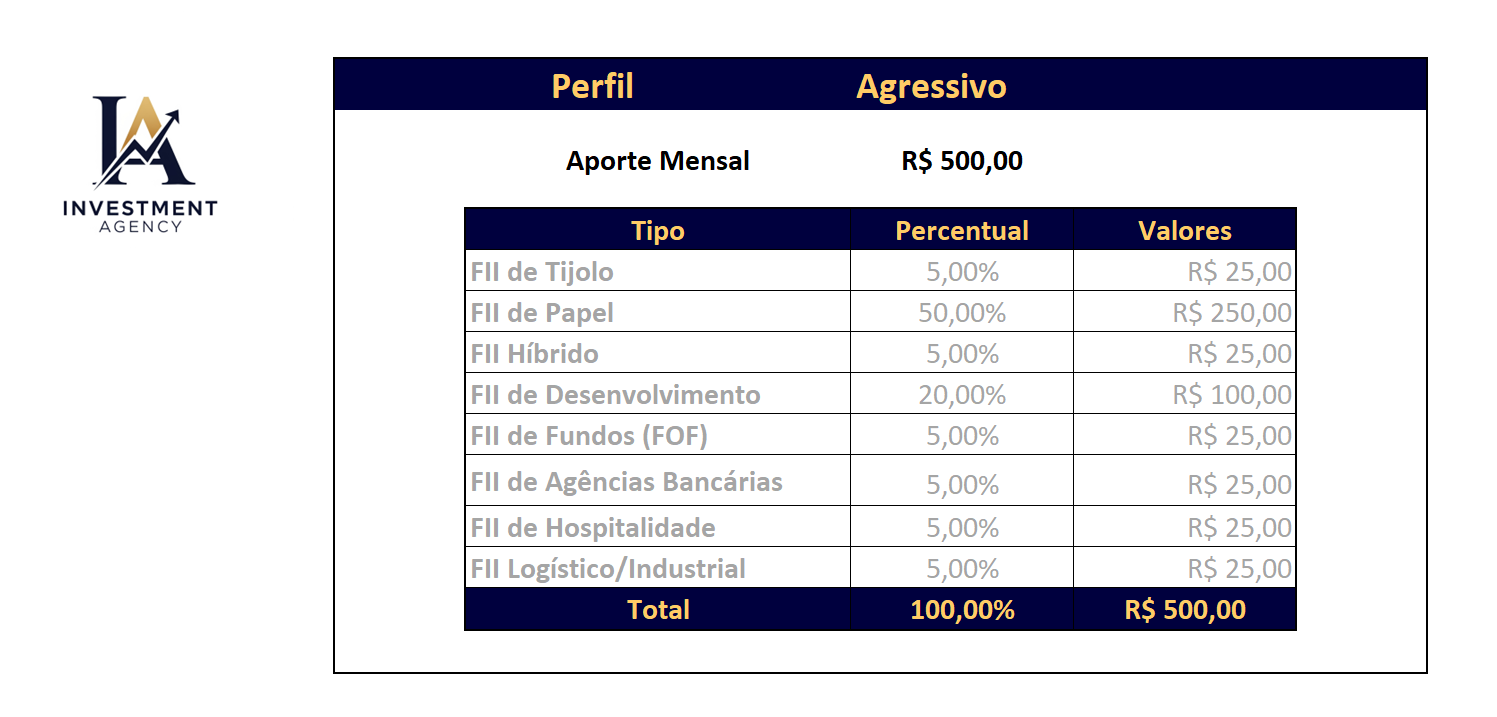 IA
INVESTMENT
AGENCY
Perfil Agressivo
Aporte Mensal R$ 500,00
Tipo Percentual Valores
FII de Tijolo 5,00% R$ 25,00
FII de Papel 50,00% R$ 250,00
FII Híbrido 5,00% R$ 25,00
FII de Desenvolvimento 20,00% R$ 100,00
FII de Fundos (FOF) 5,00% R$ 25,00
FII de Agências Bancárias 5,00% R$ 25,00
FII de Hospitalidade 5,00% R$ 25,00
FII Logístico/Industrial 5,00% R$ 25,00
Total 100,00% R$ 500,00